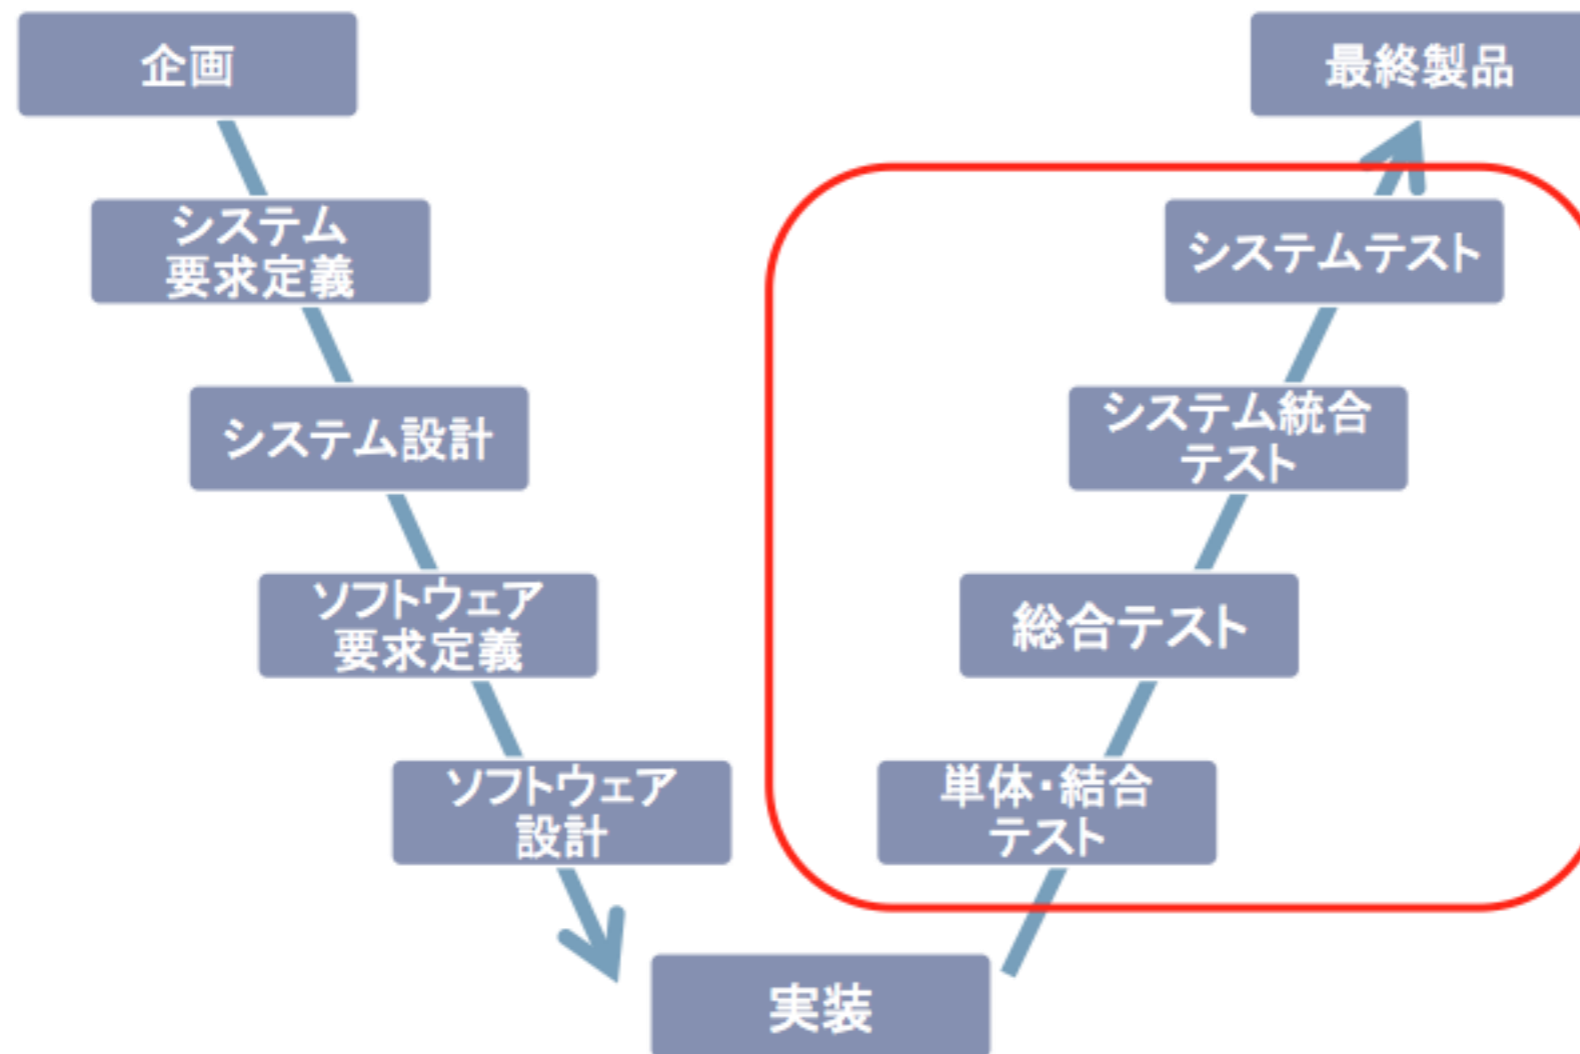 企画
システム
要求定義
システム設計
ソフトウェア
要求定義
ソフトウェア
設計
実装
単体・結合
テスト
総合テスト
システム統合
テスト
システムテスト
最終製品